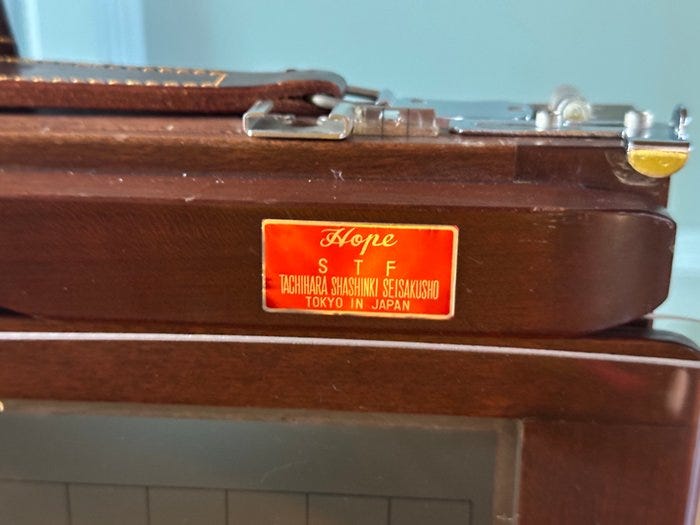 Hope
S T F
TACHIHARA SHASHINKI SEISAKUSHO
TOKYO IN JAPAN